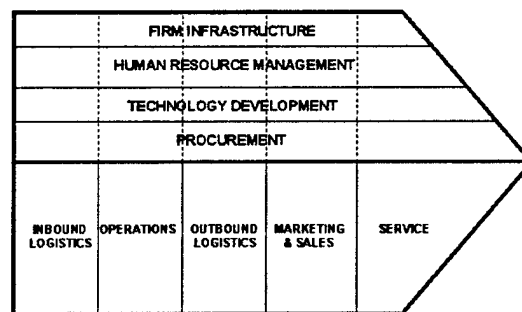 FIRM INFRASTRUCTURE
HUMAN RESOURCE MANAGEMENT
TECHNOLOGY DEVELOPMENT
PROCUREMENT
INBOUND
LOGISTICS
OPERATIONS
OUTBOUND
LOGISTICS
MARKETING
& SALES
SERVICE